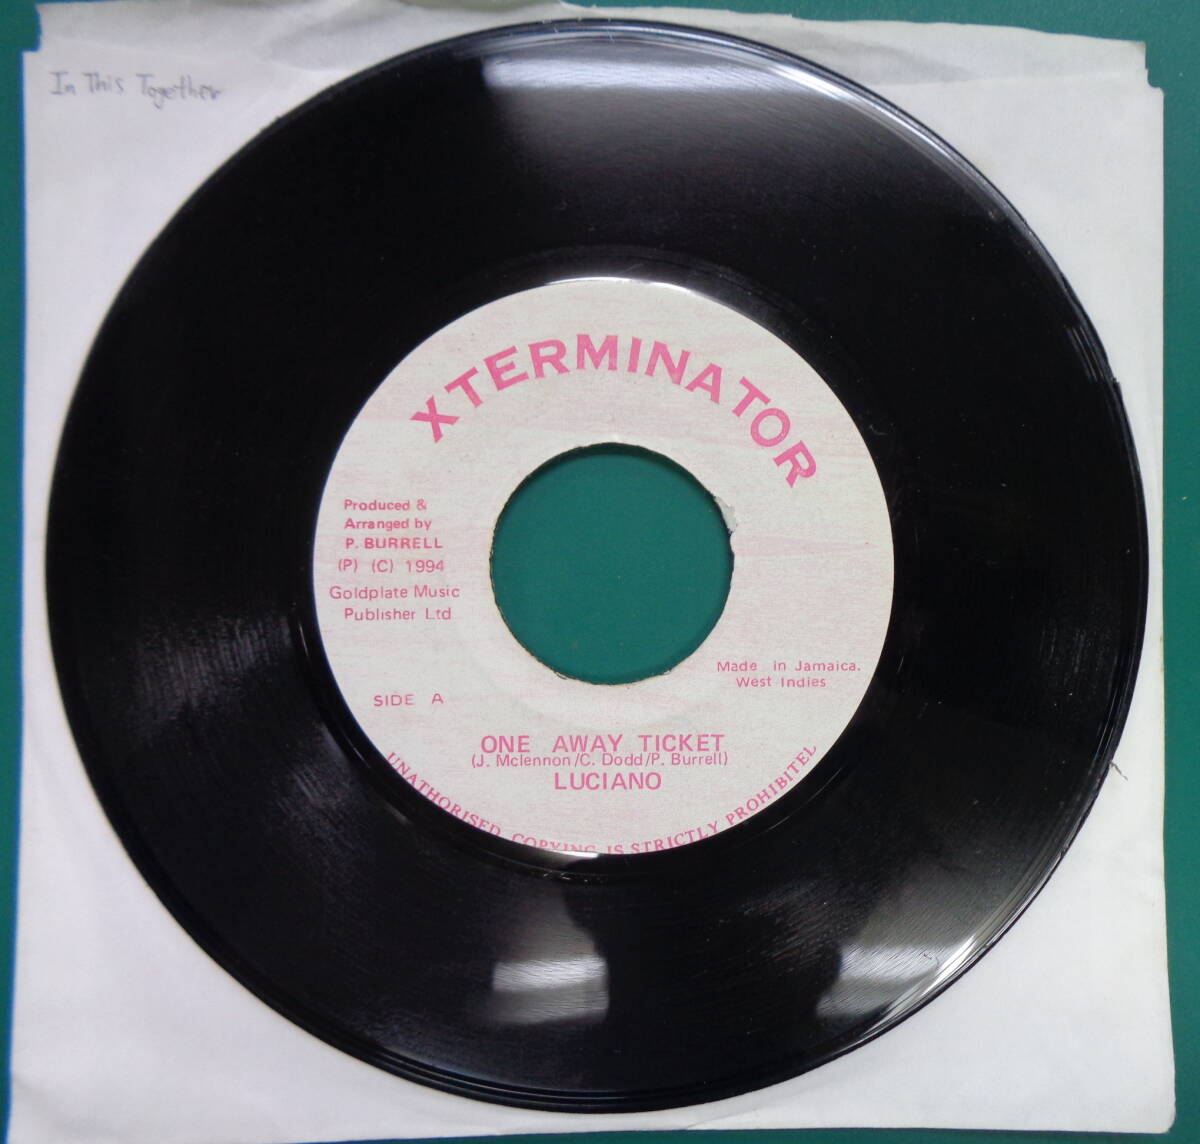 In This Together
XTERMINATOR
Produced &
Arranged by
P. BURRELL
(P) (C) 1994
Goldplate Music
Publisher Ltd
Made in Jamaica.
West Indies
SIDE A
ONE AWAY TICKET
(J. Mclennon/C. Dodd/P. Burrell)
LUCIANO
UNATHORISED COPYING IS STRICTLY PROHIBITEL